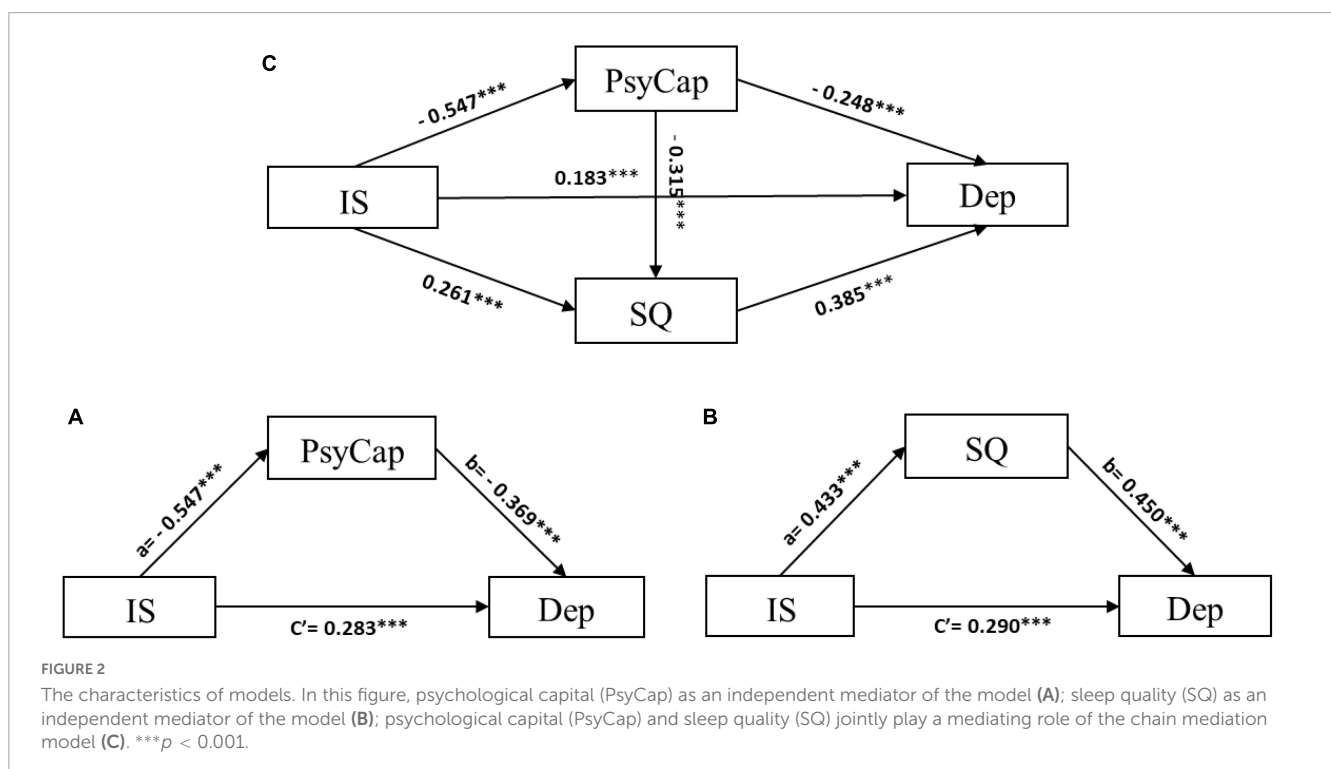 C
PsyCap
- 0.547***
- 0.248***
- 0.315***
0.183***
IS
Dep
0.261***
0.385***
SQ
A
PsyCap
a= - 0.547***
b= - 0.369***
IS
Dep
C'= 0.283***
B
SQ
a= 0.433***
b= 0.450***
IS
Dep
C'= 0.290***
FIGURE 2
The characteristics of models. In this figure, psychological capital (PsyCap) as an independent mediator of the model (A); sleep quality (SQ) as an
independent mediator of the model (B); psychological capital (PsyCap) and sleep quality (SQ) jointly play a mediating role of the chain mediation
model (C). ***p < 0.001.